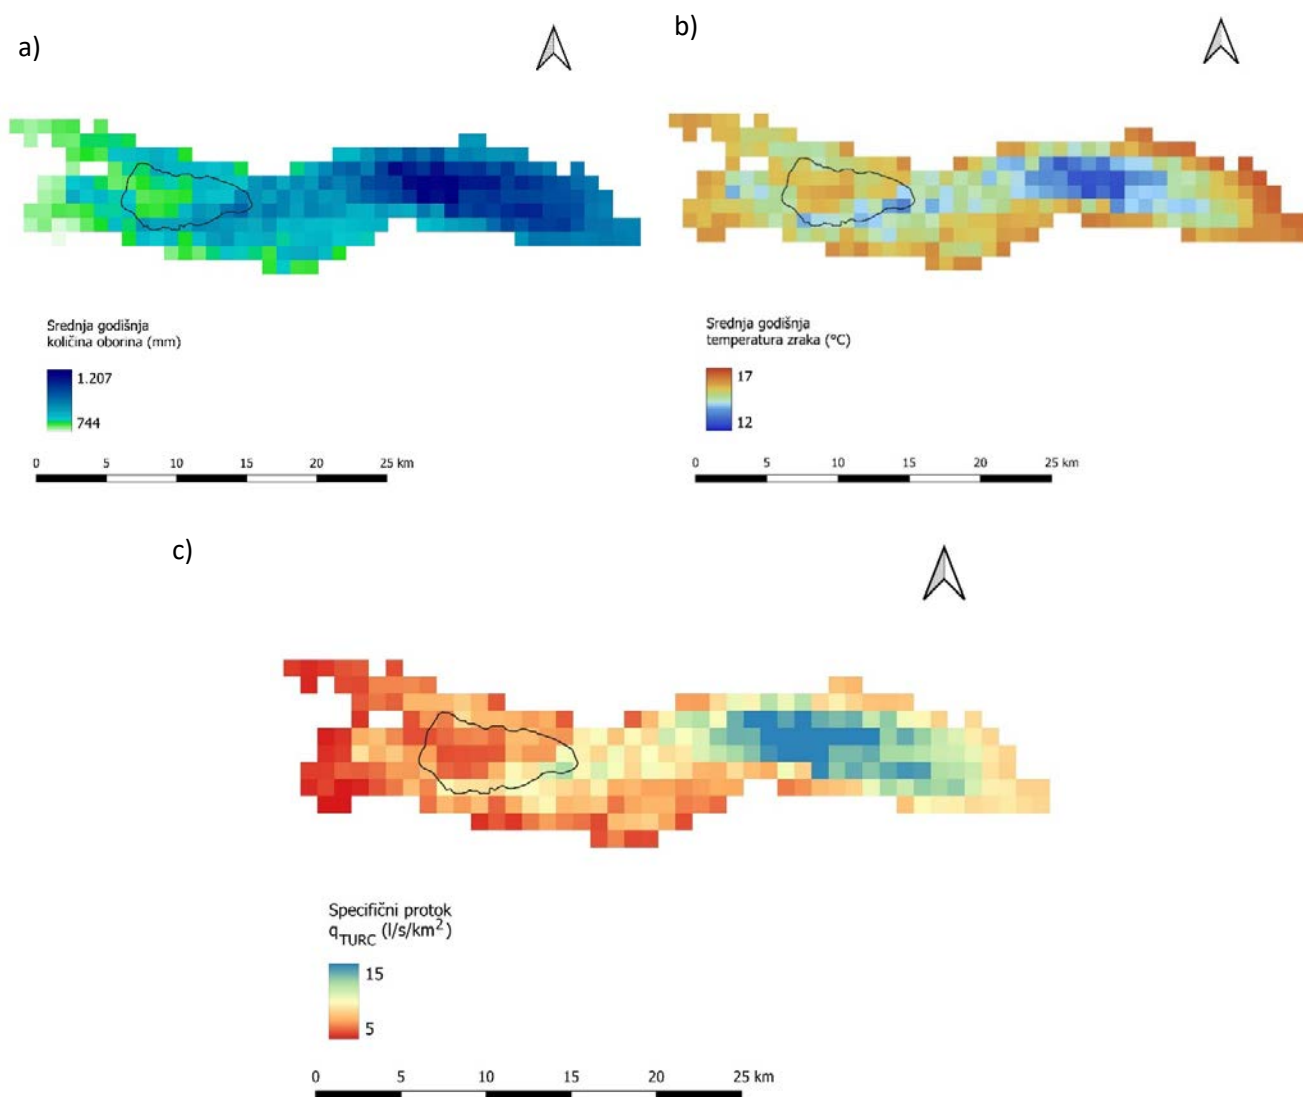 a)
b)
Srednja godišnja
količina oborina (mm)
1.207
744
0 5 10 15 20 25 km
Srednja godišnja
temperatura zraka (°C)
17
12
0 5 10 15 20 25 km
c)
Specifični protok
qTURC (l/s/km²)
15
5
0 5 10 15 20 25 km